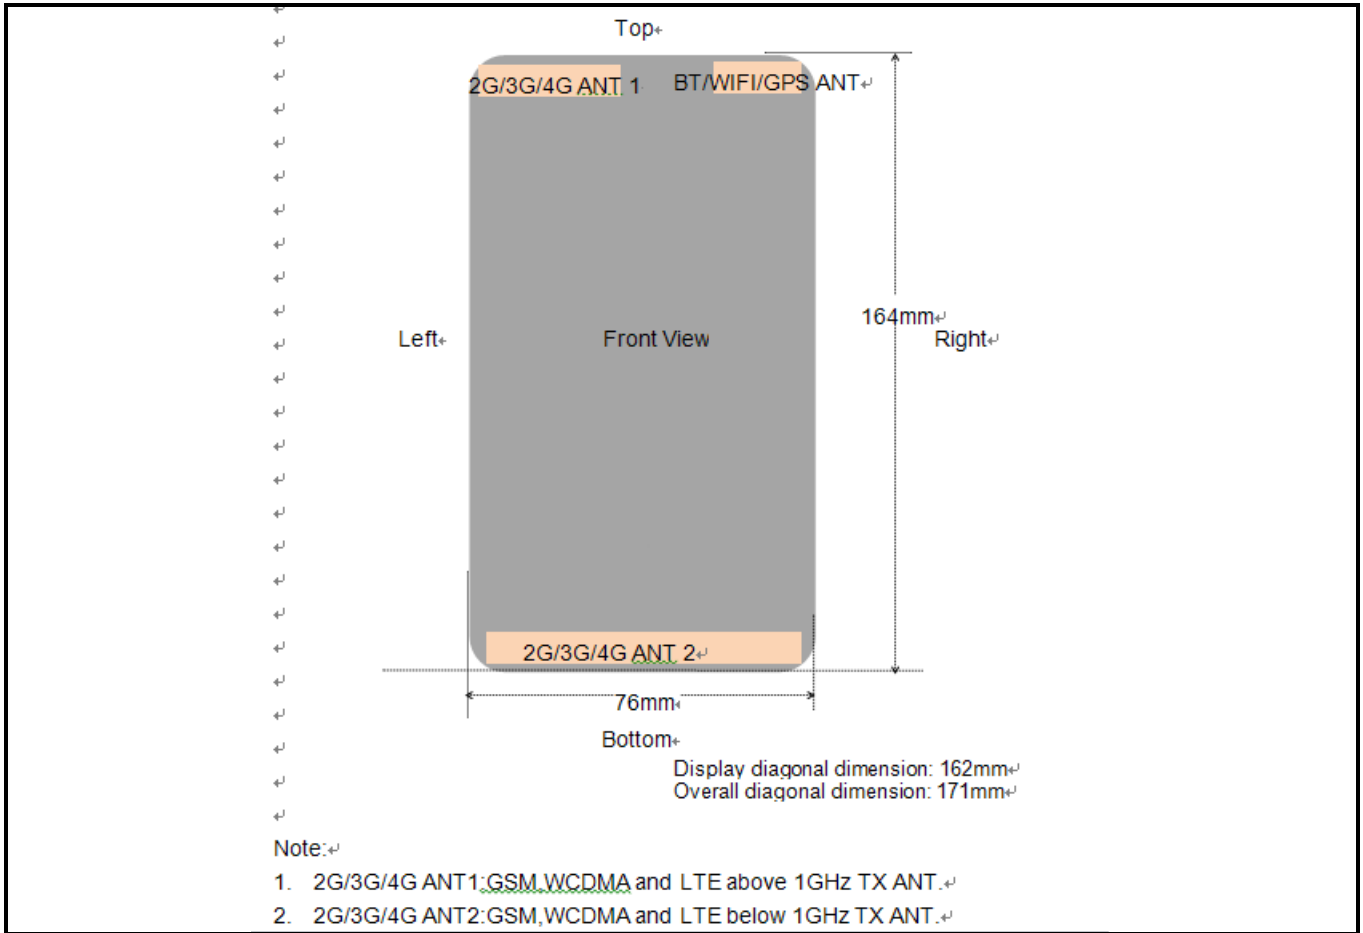 Top
2G/3G/4G ANT 1
BT/WIFI/GPS ANT
164mm
Left
Front View
Right
2G/3G/4G ANT 2
76mm
Bottom
Display diagonal dimension: 162mm
Overall diagonal dimension: 171mm
Note:
1. 2G/3G/4G ANT1:GSM,WCDMA and LTE above 1GHz TX ANT.
2. 2G/3G/4G ANT2:GSM,WCDMA and LTE below 1GHz TX ANT.